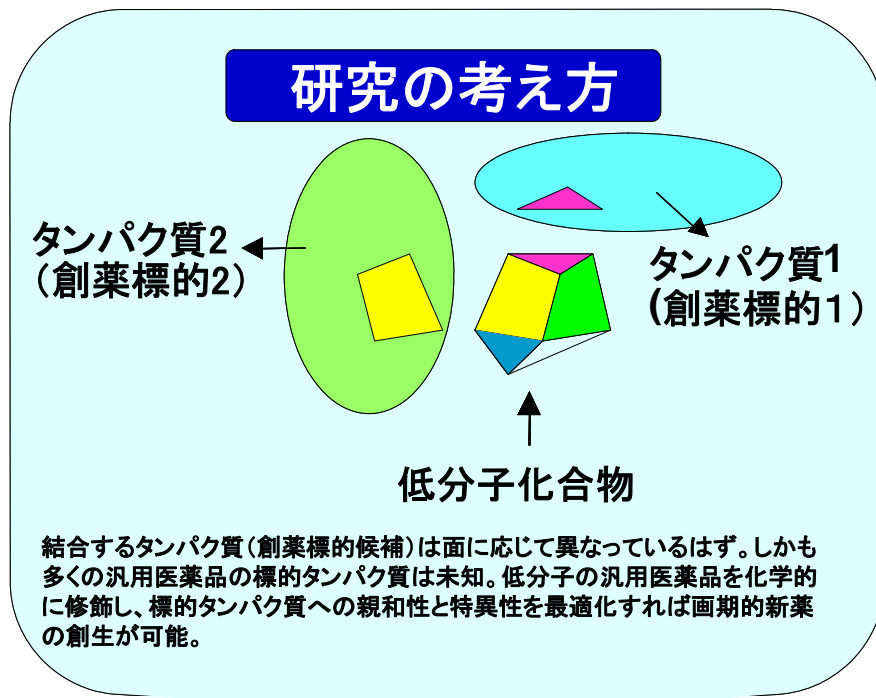 研究の考え方
タンパク質2
（創薬標的2）
タンパク質1
(創薬標的１）
低分子化合物
結合するタンパク質（創薬標的候補）は面に応じて異なっているはず。しかも
多くの汎用医薬品の標的タンパク質は未知。低分子の汎用医薬品を化学的
に修飾し、標的タンパク質への親和性と特異性を最適化すれば画期的新薬
の創生が可能。